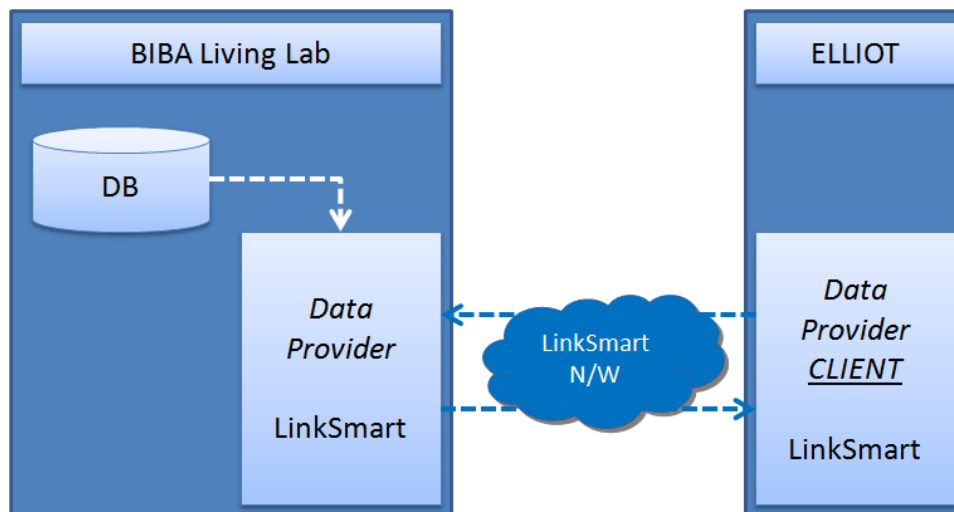 BIBA Living Lab
ELLIOT
DB
Data
Provider
LinkSmart
LinkSmart
N/W
Data
Provider
CLIENT
LinkSmart